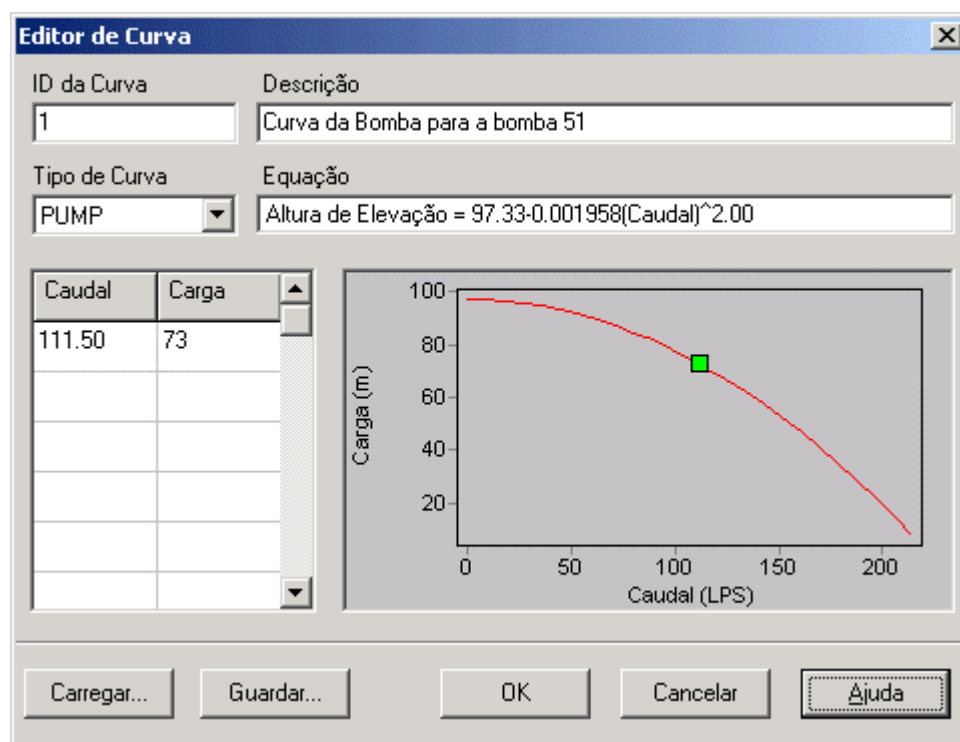 Editor de Curva
ID da Curva
Descrição
1
Curva da Bomba para a bomba 51
Tipo de Curva
Equação
PUMP
Altura de Elevação = 97.33-0.001958(Caudal)^2.00
Caudal
Carga
111.50
73
100
80
60
40
20
Carga (m)
0
50
100
150
200
Caudal (LPS)
Carregar...
Guardar...
OK
Cancelar
Ajuda